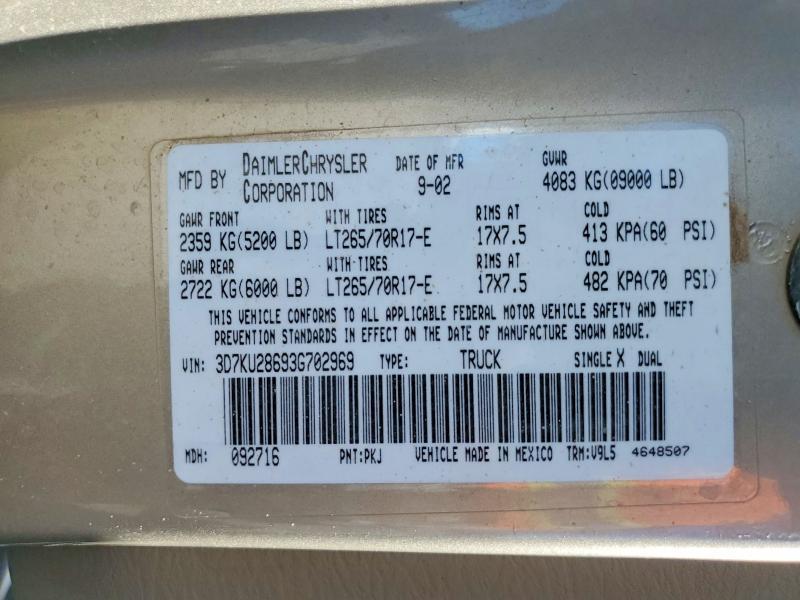 MFD BY DAIMLERCHRYSLER CORPORATION DATE OF MFR 9-02 GVWR 4083 KG(09000 LB)
GAWR FRONT WITH TIRES RIMS AT COLD
2359 KG(5200 LB) LT265/70R17-E 17X7.5 413 KPA(60 PSI)
GAWR REAR WITH TIRES RIMS AT COLD
2722 KG(6000 LB) LT265/70R17-E 17X7.5 482 KPA(70 PSI)
THIS VEHICLE CONFORMS TO ALL APPLICABLE FEDERAL MOTOR VEHICLE SAFETY AND THEFT
PREVENTION STANDARDS IN EFFECT ON THE DATE OF MANUFACTURE SHOWN ABOVE.
VIN: 3D7KU28693G702969 TYPE: TRUCK SINGLE X DUAL
MDH: 092716 PNT:PKJ VEHICLE MADE IN MEXICO TRM:V9L5 4648507